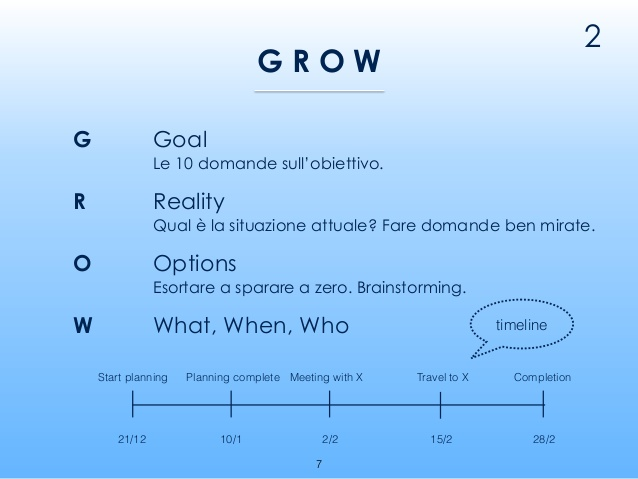 2
G R O W
G Goal
Le 10 domande sull'obiettivo.
R Reality
Qual è la situazione attuale? Fare domande ben mirate.
O Options
Esortare a sparare a zero. Brainstorming.
W What, When, Who
timeline
Start planning Planning complete Meeting with X Travel to X Completion
21/12 10/1 2/2 15/2 28/2
7